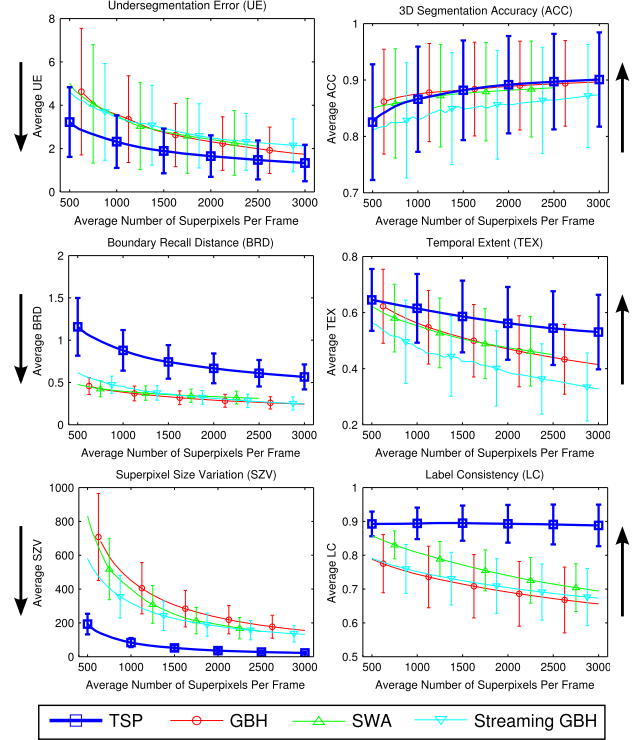 Undersegmentation Error (UE)
8
6
4
2
0
Average UE
500 1000 1500 2000 2500 3000
Average Number of Superpixels Per Frame
3D Segmentation Accuracy (ACC)
1
0.9
0.8
0.7
Average ACC
500 1000 1500 2000 2500 3000
Average Number of Superpixels Per Frame
Boundary Recall Distance (BRD)
2
1.5
1
0.5
0
Average BRD
500 1000 1500 2000 2500 3000
Average Number of Superpixels Per Frame
Temporal Extent (TEX)
0.8
0.6
0.4
0.2
Average TEX
500 1000 1500 2000 2500 3000
Average Number of Superpixels Per Frame
Superpixel Size Variation (SZV)
1000
800
600
400
200
0
Average SZV
500 1000 1500 2000 2500 3000
Average Number of Superpixels Per Frame
Label Consistency (LC)
1
0.9
0.8
0.7
0.6
0.5
Average LC
500 1000 1500 2000 2500 3000
Average Number of Superpixels Per Frame
TSP GBH SWA Streaming GBH